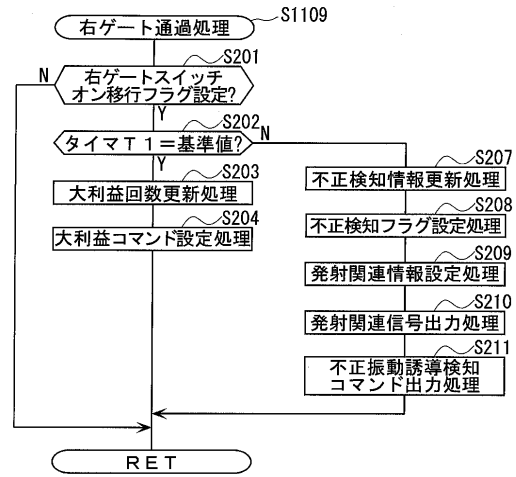 右ゲート通過処理
S1109
S201
右ゲートスイッチ
オン移行フラグ設定?
N
Y
S202
タイマT1=基準値?
N
Y
S203
大利益回数更新処理
S204
大利益コマンド設定処理
S207
不正検知情報更新処理
S208
不正検知フラグ設定処理
S209
発射関連情報設定処理
S210
発射関連信号出力処理
S211
不正振動誘導検知
コマンド出力処理
RET